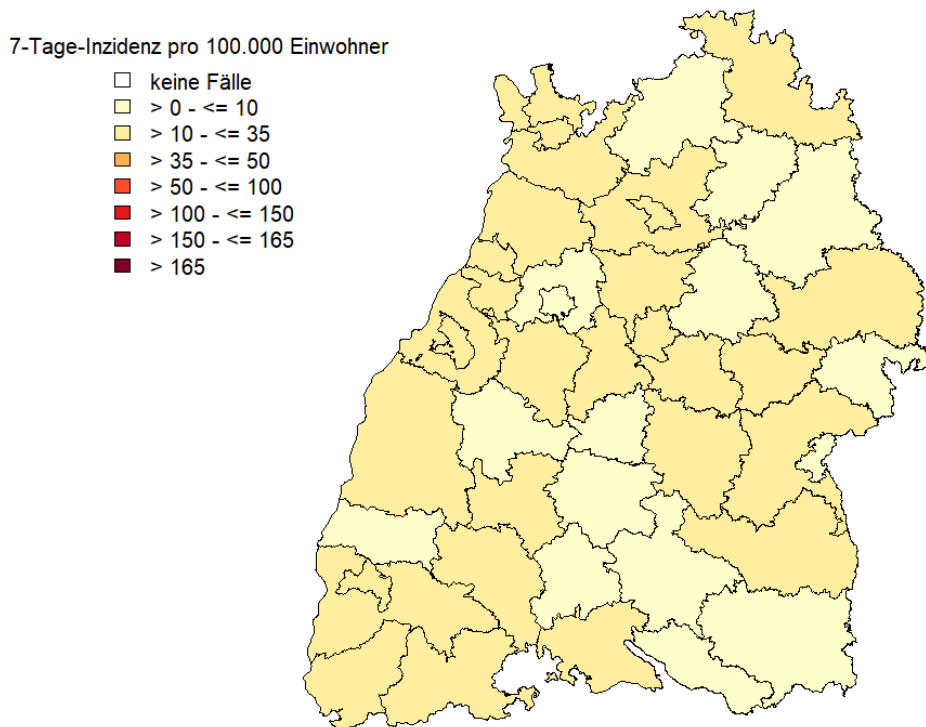 7-Tage-Inzidenz pro 100.000 Einwohner
keine Fälle
> 0 - <= 10
> 10 - <= 35
> 35 - <= 50
> 50 - <= 100
> 100 - <= 150
> 150 - <= 165
> 165